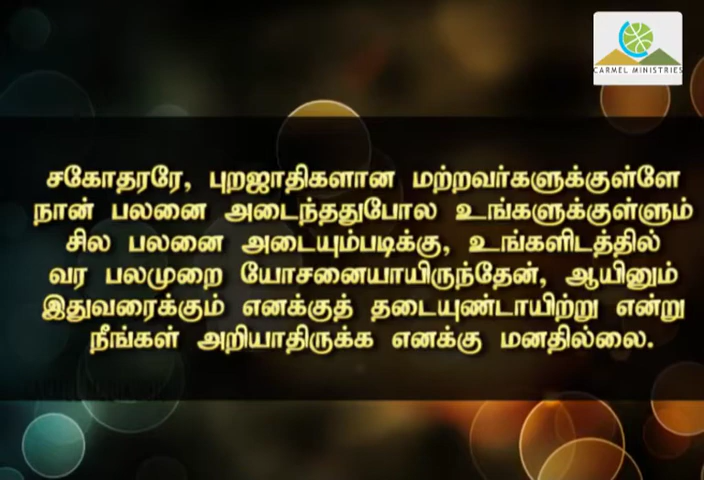 CARMEL MINISTRIES
சகோதரரே, புறஜாதிகளான மற்றவர்களுக்குள்ளே
நான் பலனை அடைந்ததுபோல உங்களுக்குள்ளும்
சில பலனை அடையும்படிக்கு, உங்களிடத்தில்
வர பலமுறை யோசனையாயிருந்தேன், ஆயினும்
இதுவரைக்கும் எனக்குத் தடையுண்டாயிற்று என்று
நீங்கள் அறியாதிருக்க எனக்கு மனதில்லை.